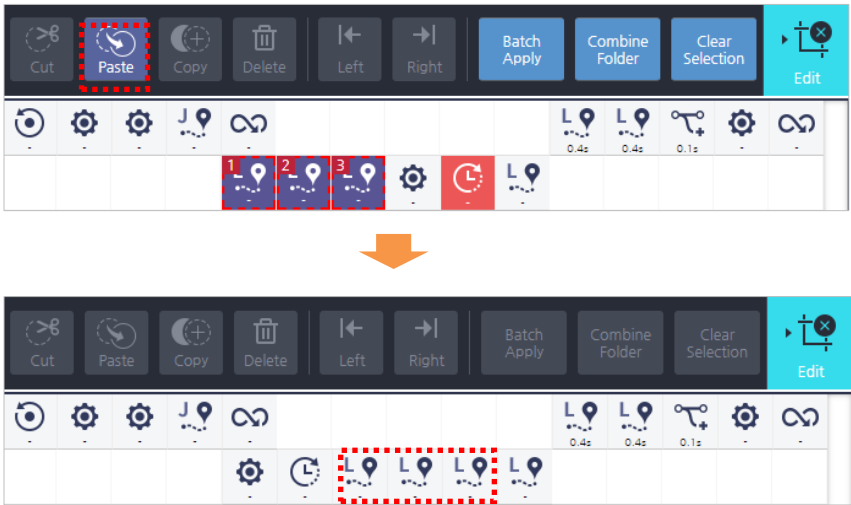 Cut
Paste
Copy
Delete
Left
Right
Batch
Apply
Combine
Folder
Clear
Selection
Edit
- - - J - - L 0.4s L 0.4s 0.1s - -
1 L - 2 L - 3 L - - - L -
Cut
Paste
Copy
Delete
Left
Right
Batch
Apply
Combine
Folder
Clear
Selection
Edit
- - - J - - L 0.4s L 0.4s 0.1s - -
- - L - L - L - L -